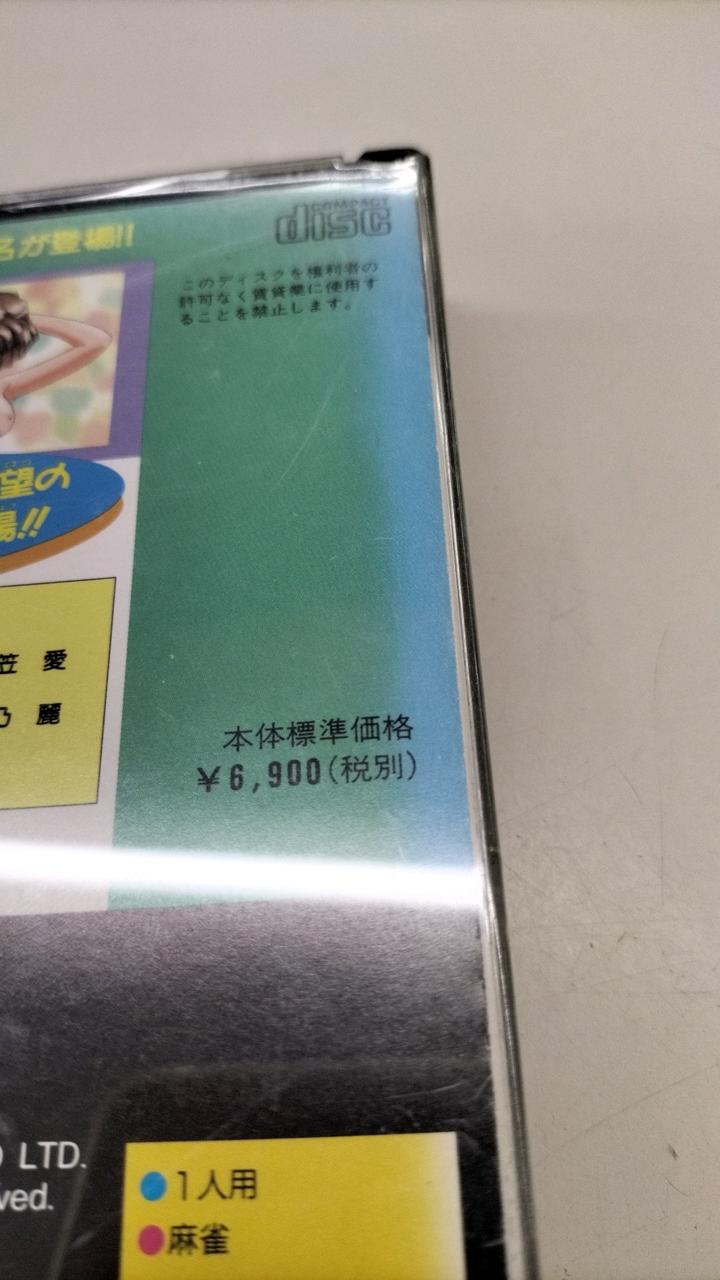 名が登場!!
COMPACT
disc
このディスクを権利者の
許可なく賃貸業に使用す
ることを禁止します。
望の
場!!
笠 愛
乃 麗
本体標準価格
¥6,900(税別)
LTD.
ved.
1人用
麻雀